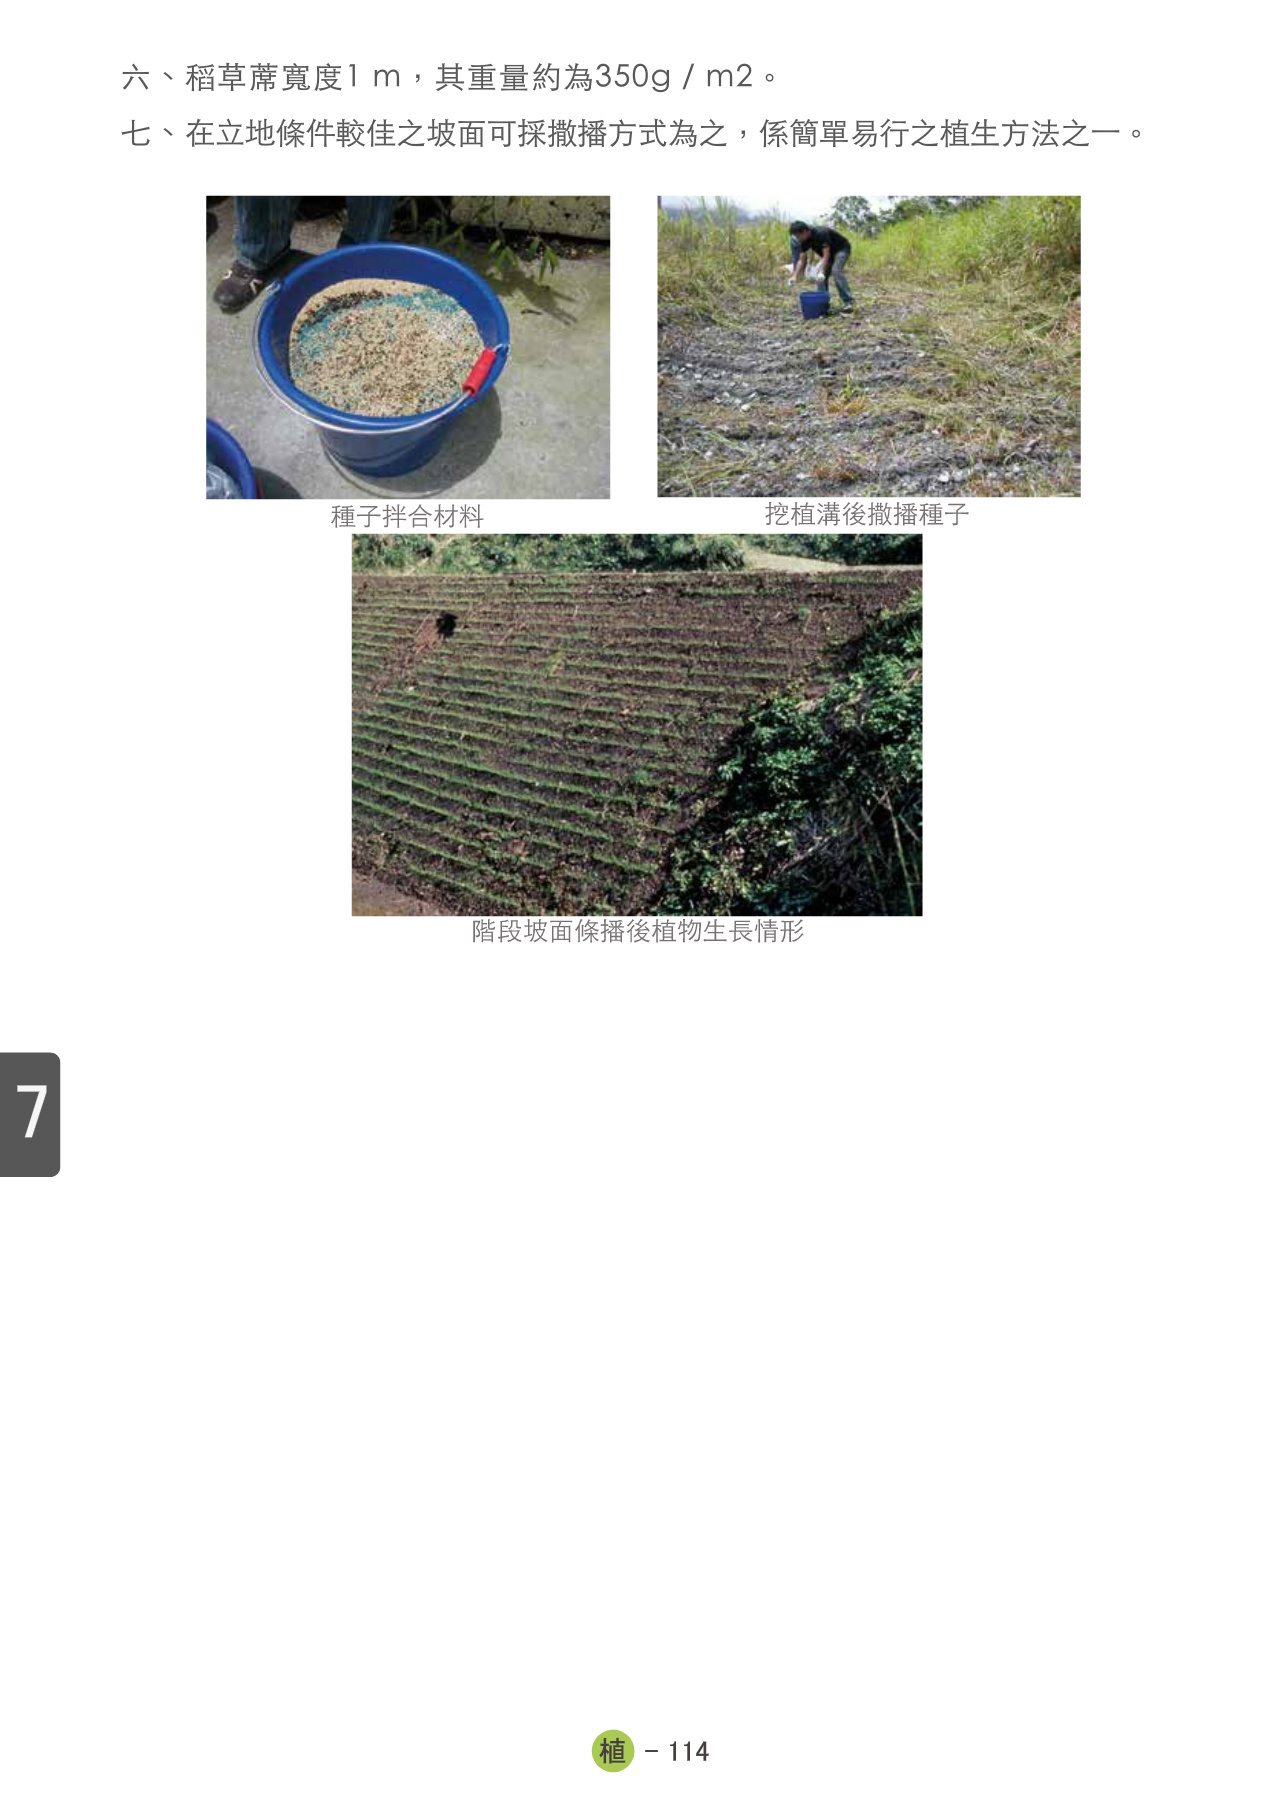 六、稻草蓆寬度1 m，其重量約為350g / m2。
七、在立地條件較佳之坡面可採撒播方式為之，係簡單易行之植生方法之一。
種子拌合材料
挖植溝後撒播種子
階段坡面條播後植物生長情形
7
植 - 114